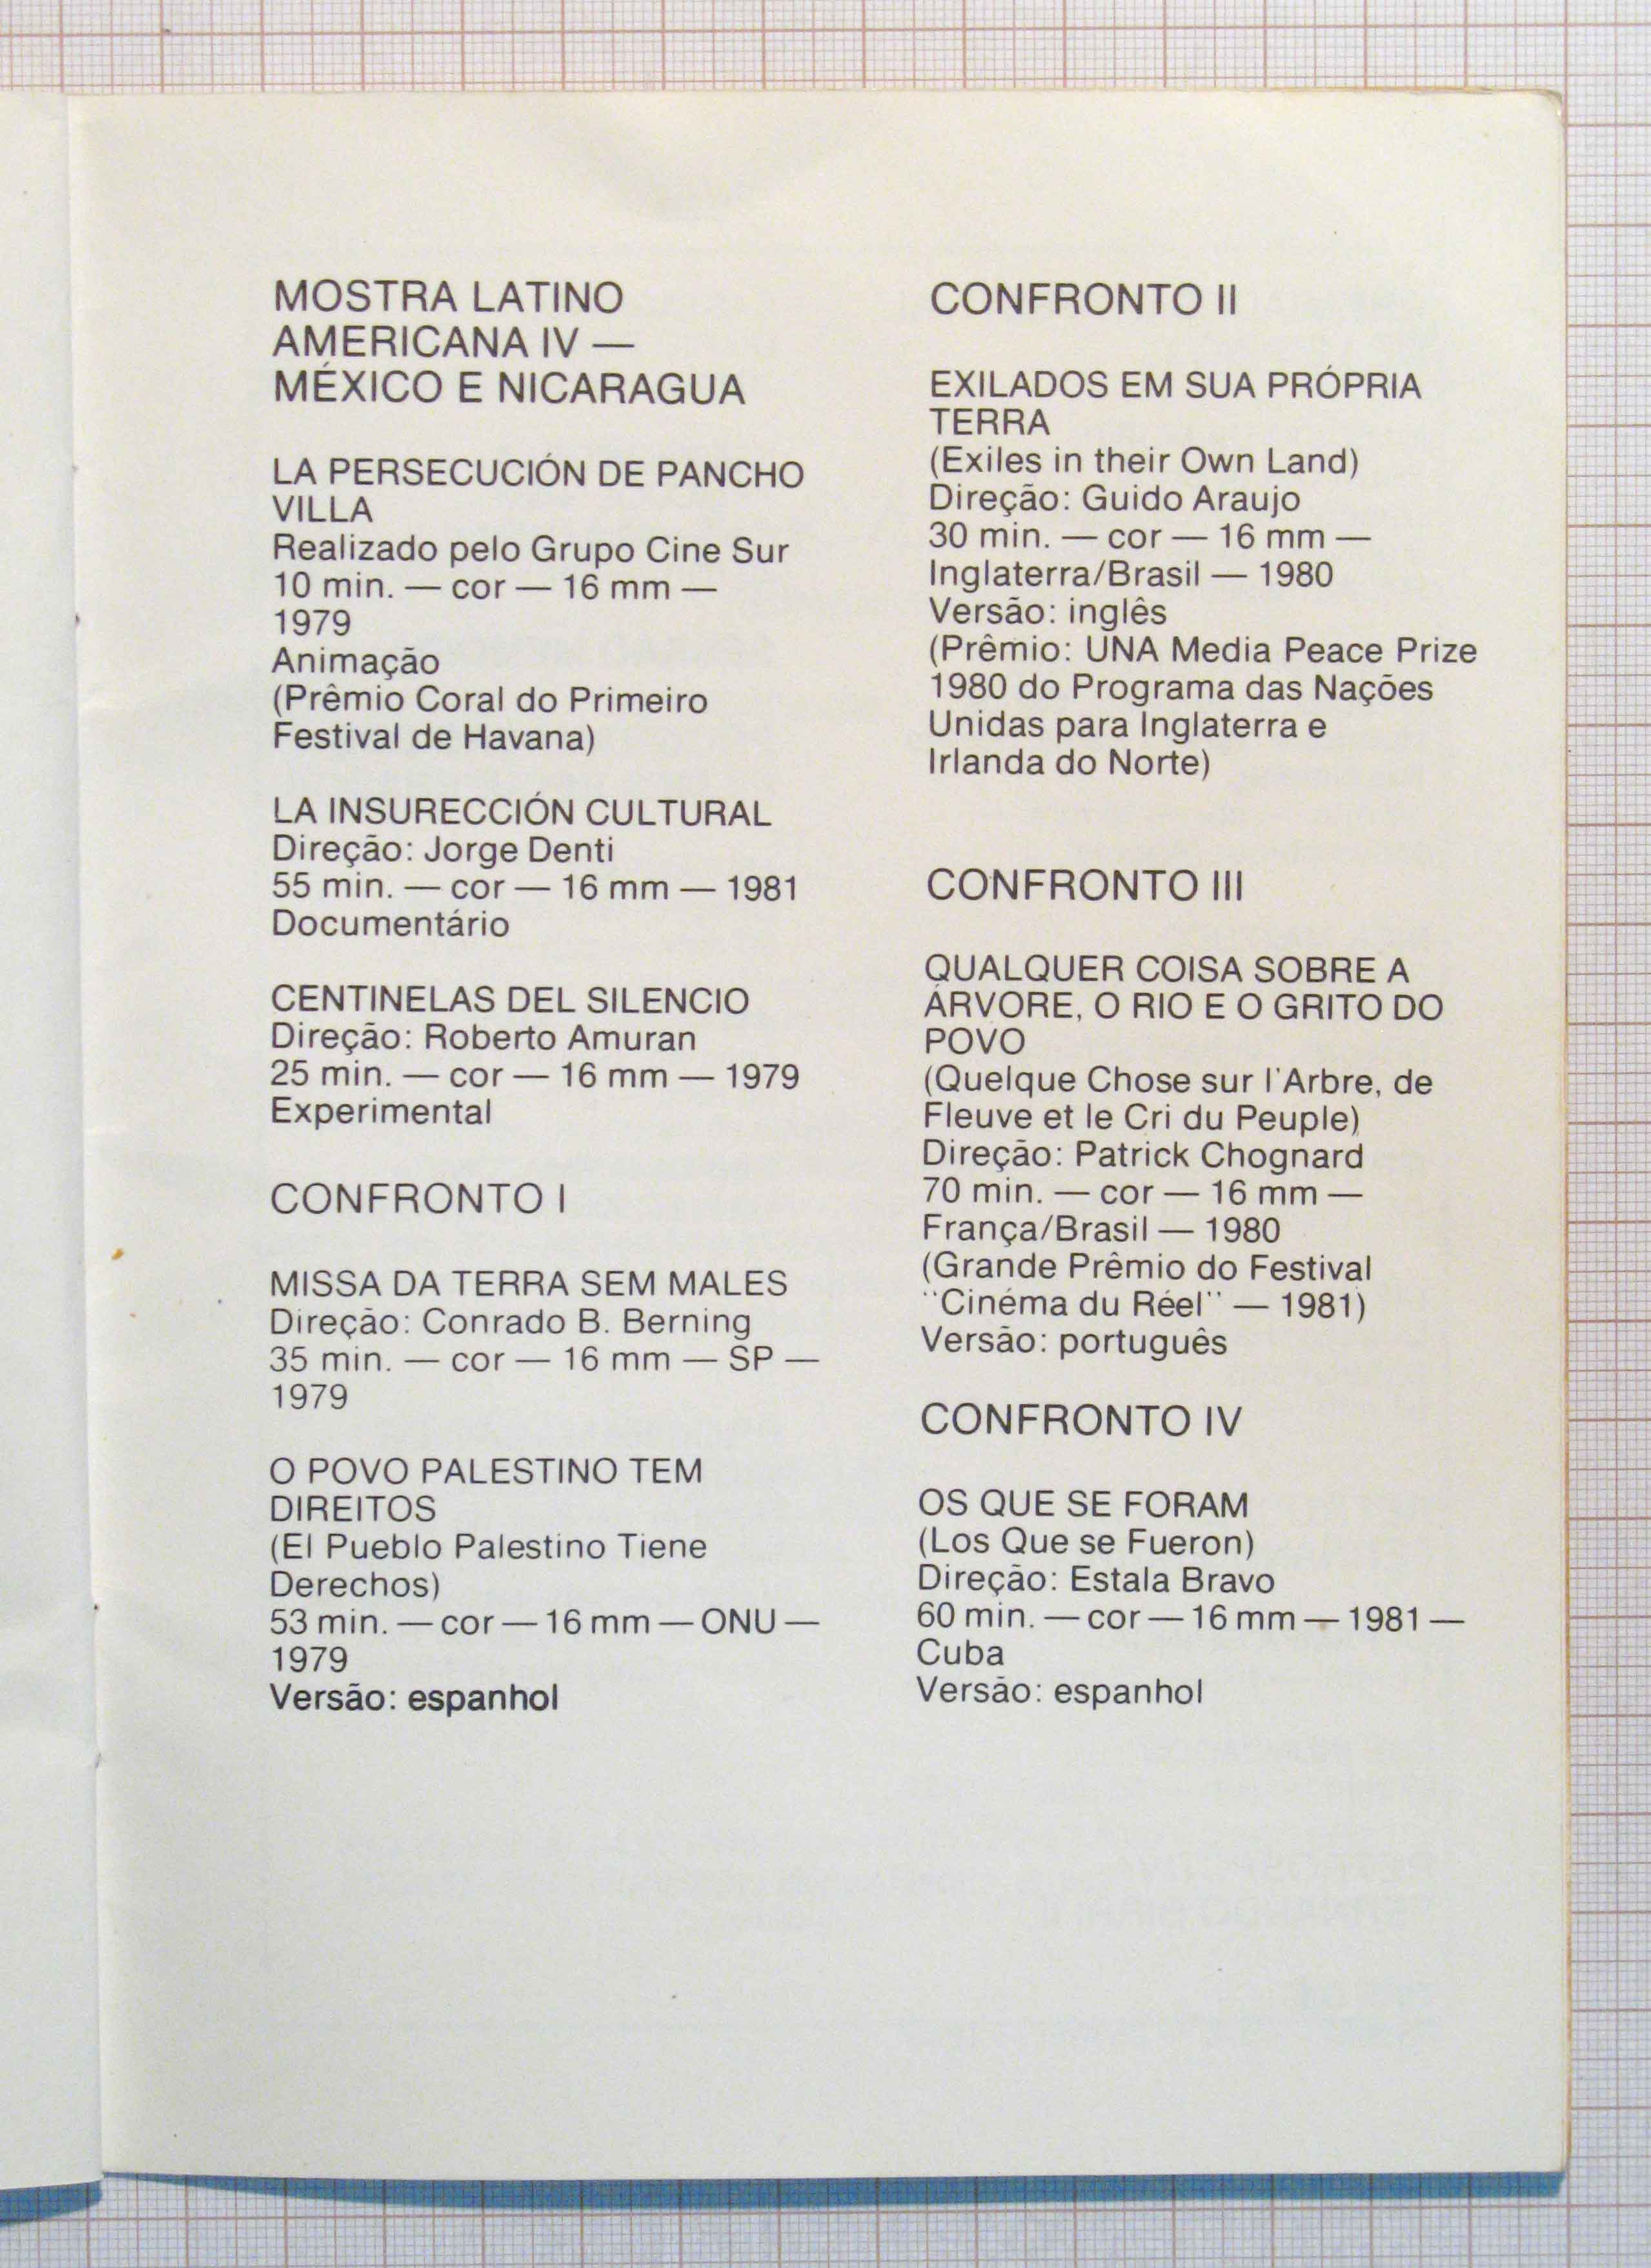 MOSTRA LATINO
AMERICANA IV —
MÉXICO E NICARAGUA
LA PERSECUCIÓN DE PANCHO
VILLA
Realizado pelo Grupo Cine Sur
10 min. — cor — 16 mm —
1979
Animação
(Prêmio Coral do Primeiro
Festival de Havana)
LA INSURECCIÓN CULTURAL
Direção: Jorge Denti
55 min. — cor — 16 mm — 1981
Documentário
CENTINELAS DEL SILENCIO
Direção: Roberto Amuran
25 min. — cor — 16 mm — 1979
Experimental
CONFRONTO I
MISSA DA TERRA SEM MALES
Direção: Conrado B. Berning
35 min. — cor — 16 mm — SP —
1979
O POVO PALESTINO TEM
DIREITOS
(El Pueblo Palestino Tiene
Derechos)
53 min. — cor — 16 mm — ONU —
1979
Versão: espanhol
CONFRONTO II
EXILADOS EM SUA PRÓPRIA
TERRA
(Exiles in their Own Land)
Direção: Guido Araujo
30 min. — cor — 16 mm —
Inglaterra/Brasil — 1980
Versão: inglês
(Prêmio: UNA Media Peace Prize
1980 do Programa das Nações
Unidas para Inglaterra e
Irlanda do Norte)
CONFRONTO III
QUALQUER COISA SOBRE A
ÁRVORE, O RIO E O GRITO DO
POVO
(Quelque Chose sur l'Arbre, de
Fleuve et le Cri du Peuple)
Direção: Patrick Chognard
70 min. — cor — 16 mm —
França/Brasil — 1980
(Grande Prêmio do Festival
"Cinéma du Réel" — 1981)
Versão: português
CONFRONTO IV
OS QUE SE FORAM
(Los Que se Fueron)
Direção: Estala Bravo
60 min. — cor — 16 mm — 1981 —
Cuba
Versão: espanhol